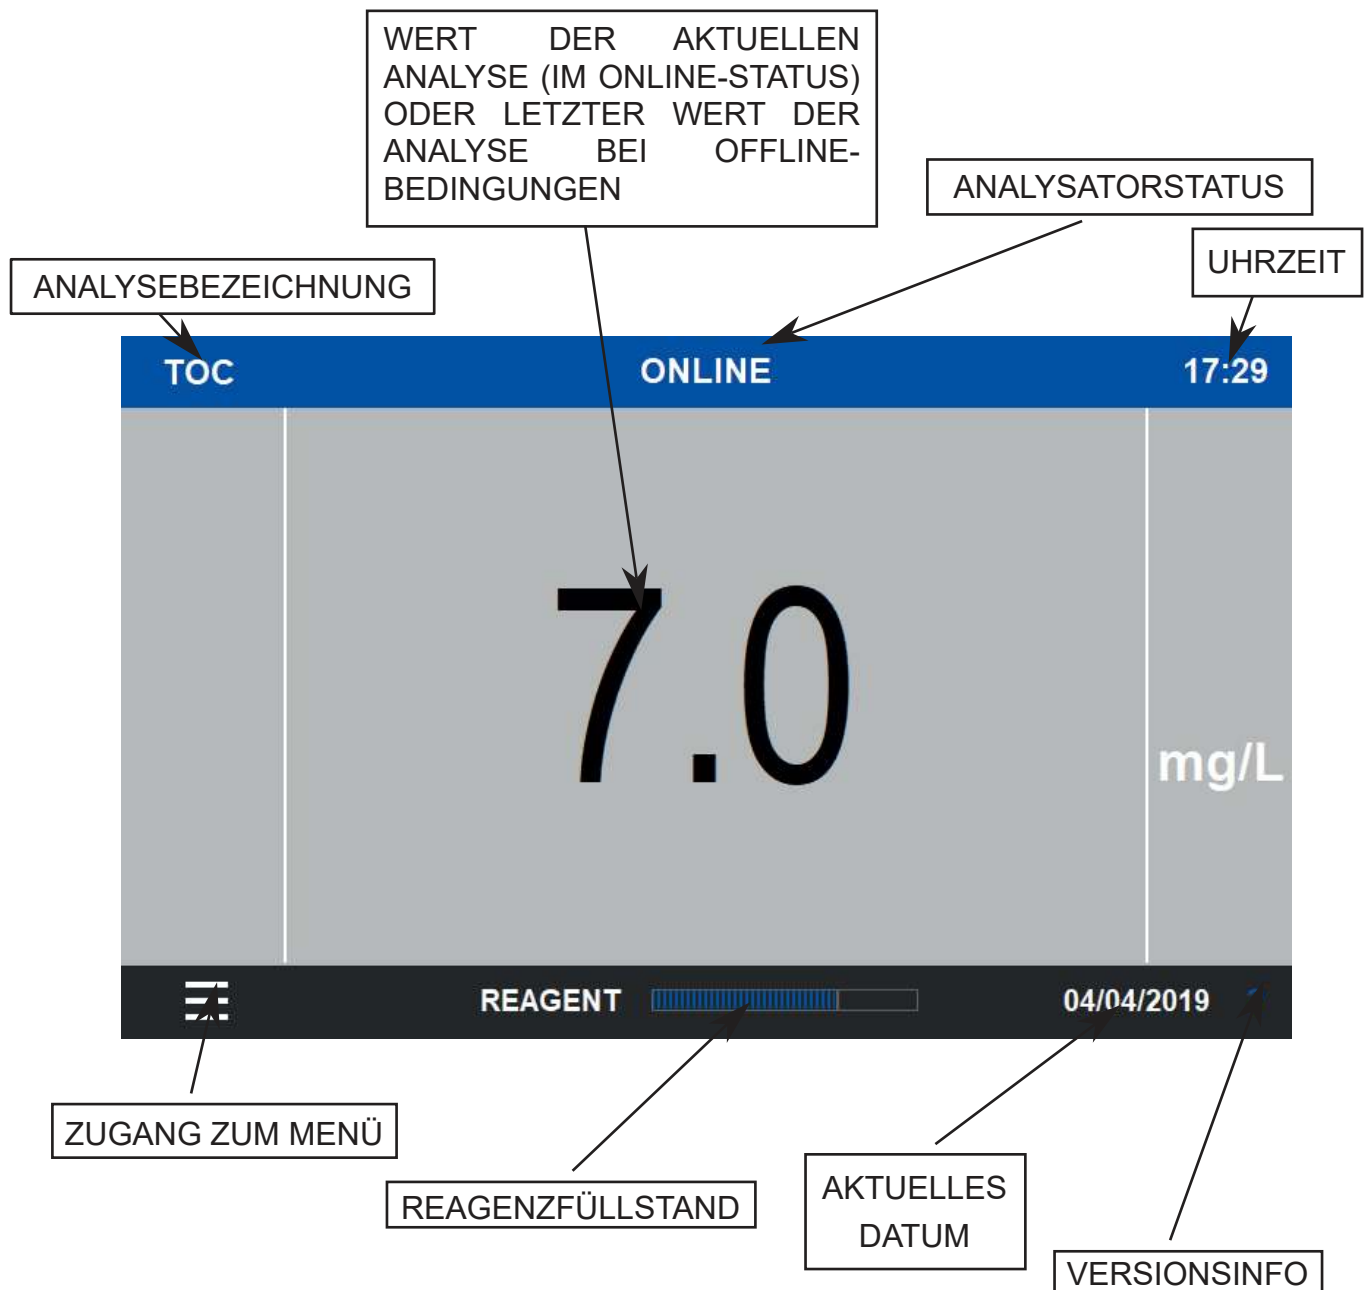 WERT DER AKTUELLEN
ANALYSE (IM ONLINE-STATUS)
ODER LETZTER WERT DER
ANALYSE BEI OFFLINE-
BEDINGUNGEN
ANALYSATORSTATUS
UHRZEIT
ANALYSEBEZEICHNUNG
TOC
ONLINE
17:29
7.0
mg/L
REAGENT
04/04/2019
ZUGANG ZUM MENÜ
REAGENZFÜLLSTAND
AKTUELLES
DATUM
VERSIONSINFO